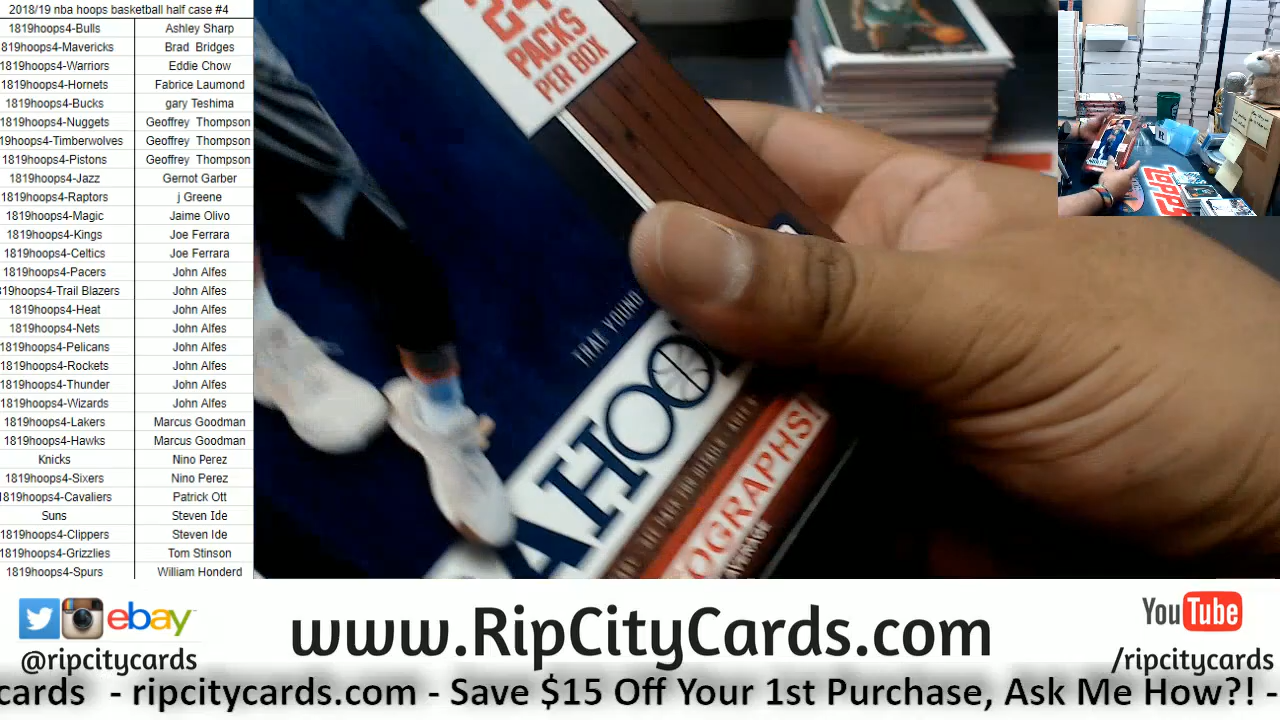 2018/19 nba hoops basketball half case #4
1819hoops4-Bulls Ashley Sharp
819hoops4-Mavericks Brad Bridges
1819hoops4-Warriors Eddie Chow
1819hoops4-Hornets Fabrice Laumond
1819hoops4-Bucks gary Teshima
1819hoops4-Nuggets Geoffrey Thompson
19hoops4-Timberwolves Geoffrey Thompson
1819hoops4-Pistons Geoffrey Thompson
1819hoops4-Jazz Gernot Garber
1819hoops4-Raptors j Greene
1819hoops4-Magic Jaime Olivo
1819hoops4-Kings Joe Ferrara
1819hoops4-Celtics Joe Ferrara
1819hoops4-Pacers John Alfes
819hoops4-Trail Blazers John Alfes
1819hoops4-Heat John Alfes
1819hoops4-Nets John Alfes
1819hoops4-Pelicans John Alfes
1819hoops4-Rockets John Alfes
1819hoops4-Thunder John Alfes
1819hoops4-Wizards John Alfes
1819hoops4-Lakers Marcus Goodman
1819hoops4-Hawks Marcus Goodman
Knicks Nino Perez
1819hoops4-Sixers Nino Perez
1819hoops4-Cavaliers Patrick Ott
Suns Steven Ide
1819hoops4-Clippers Steven Ide
1819hoops4-Grizzlies Tom Stinson
1819hoops4-Spurs William Honderd
24
PACKS
PER BOX
TRAE YOUNG
AHOO
OGRAPHS!
AVERAGE
TOPPS
ebay
@ripcitycards
www.RipCityCards.com
YouTube
/ripcitycards
cards - ripcitycards.com - Save $15 Off Your 1st Purchase, Ask Me How?! -